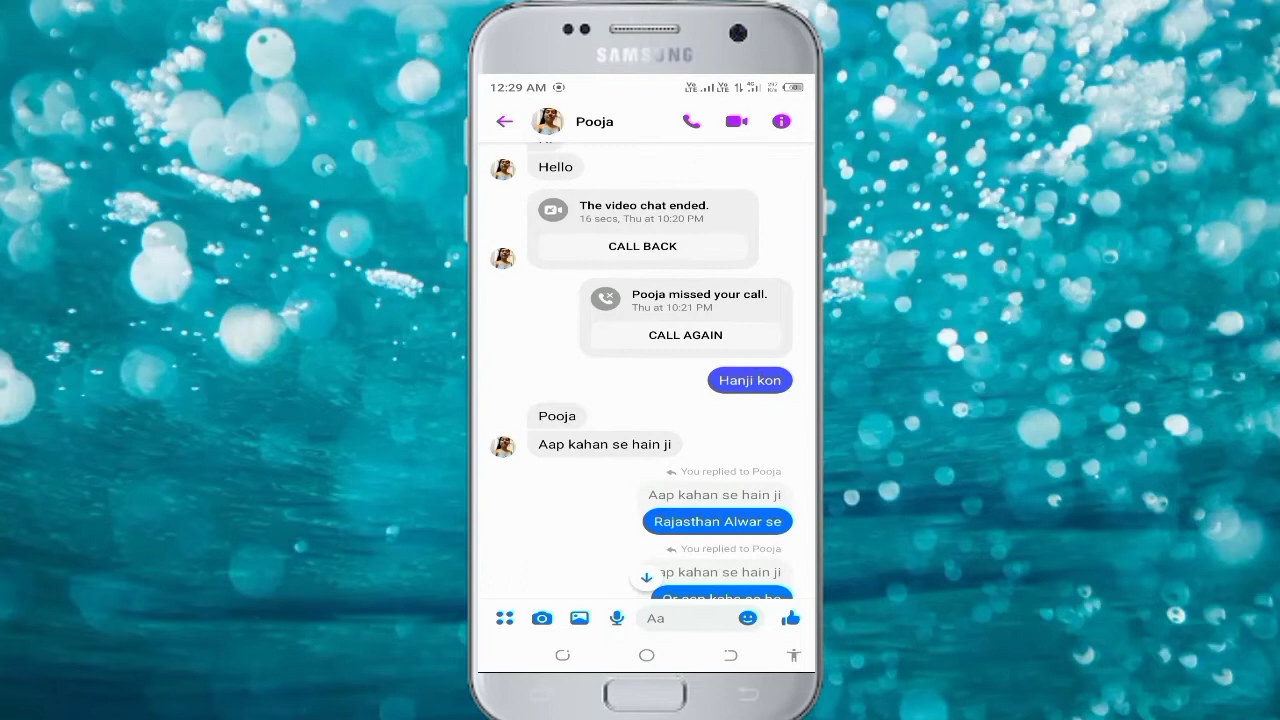 SAMSUNG
12:29 AM
Pooja
Hello
The video chat ended.
16 secs, Thu at 10:20 PM
CALL BACK
Pooja missed your call.
Thu at 10:21 PM
CALL AGAIN
Hanji kon
Pooja
Aap kahan se hain ji
You replied to Pooja
Aap kahan se hain ji
Rajasthan Alwar se
You replied to Pooja
kahan se hain ji
Aa